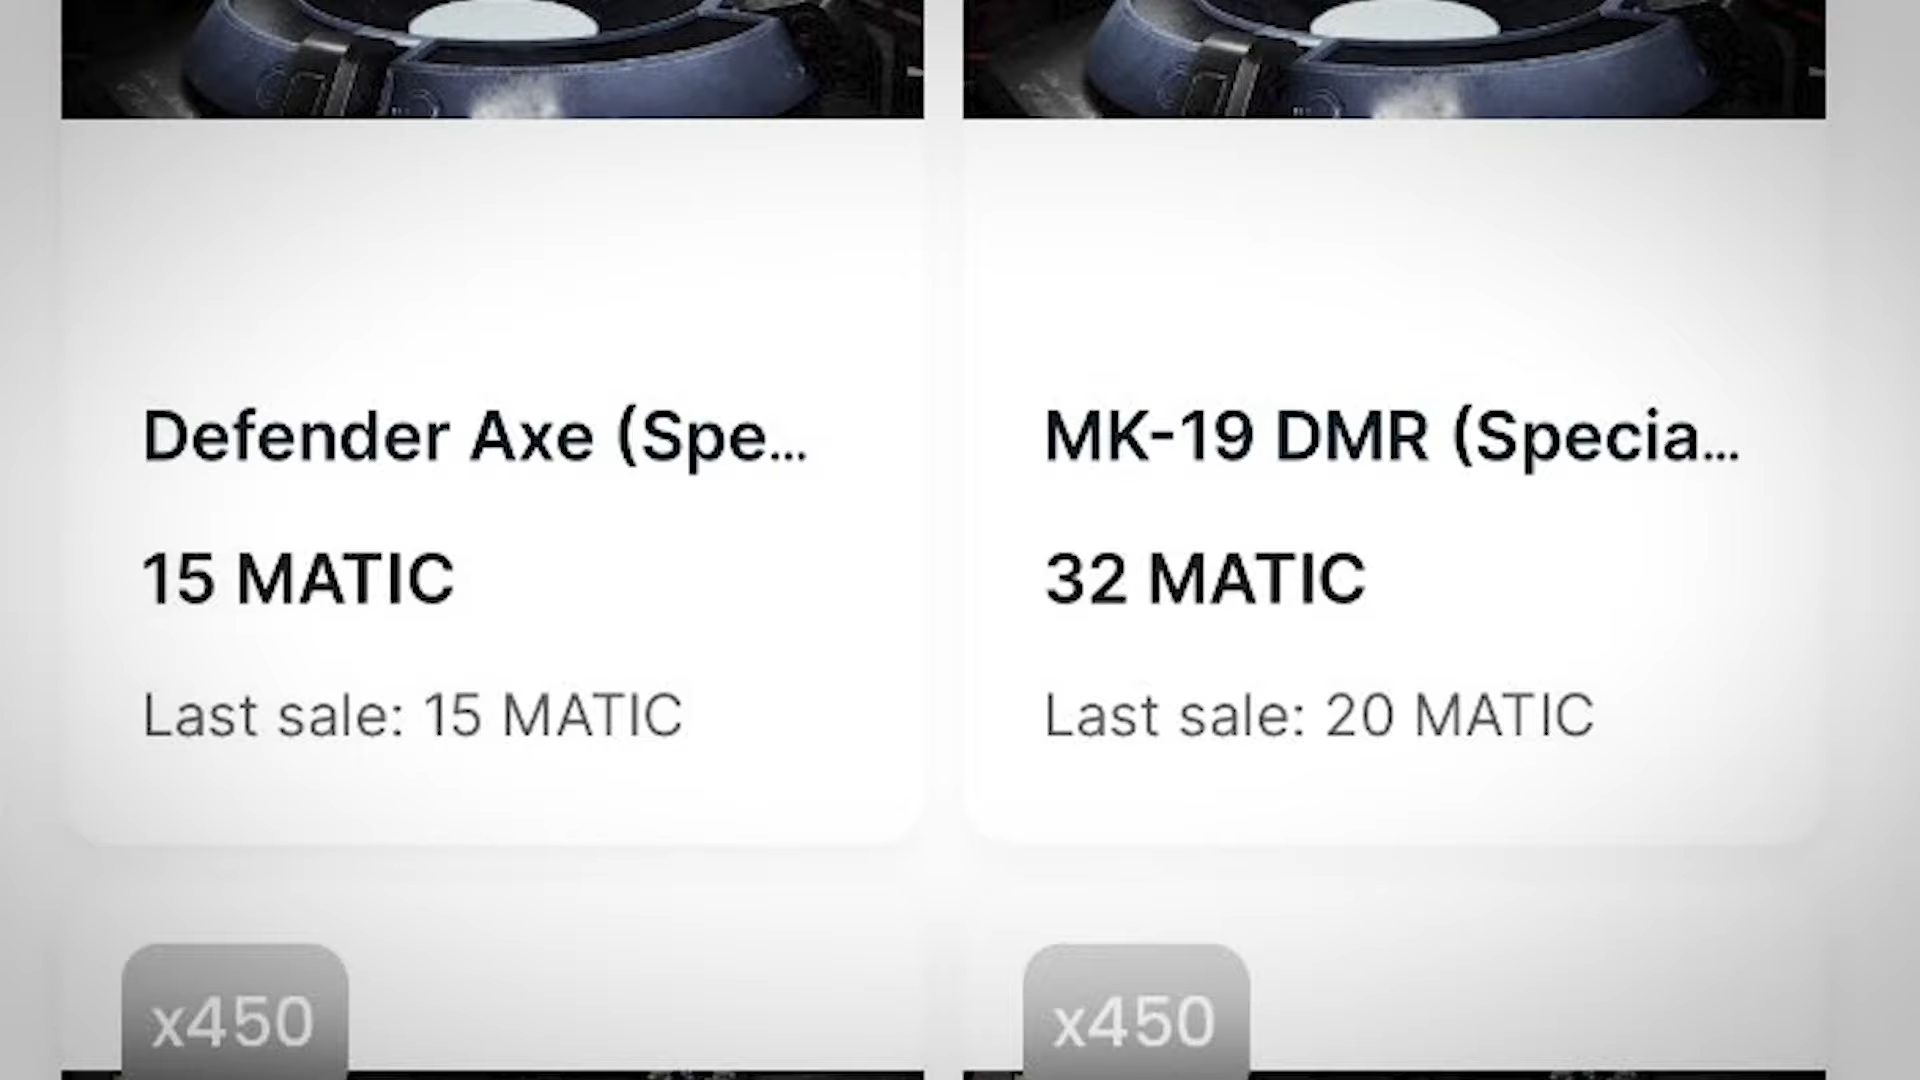 Defender Axe (Spe...
15 MATIC
Last sale: 15 MATIC
MK-19 DMR (Specia...
32 MATIC
Last sale: 20 MATIC
x450
x450